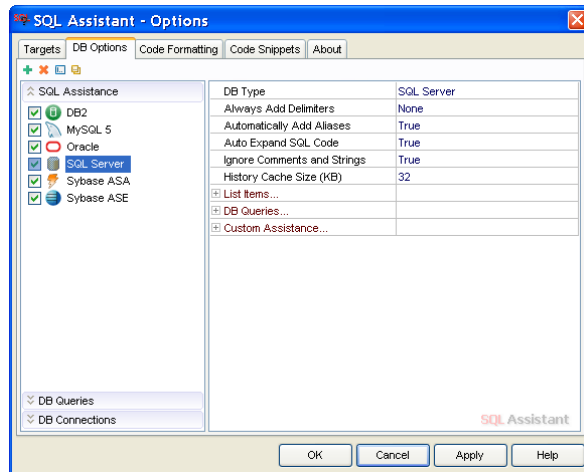 SQL Assistant - Options
Targets DB Options Code Formatting Code Snippets About
SQL Assistance
DB2
MySQL 5
Oracle
SQL Server
Sybase ASA
Sybase ASE
DB Queries
DB Connections
DB Type SQL Server
Always Add Delimiters None
Automatically Add Aliases True
Auto Expand SQL Code True
Ignore Comments and Strings True
History Cache Size (KB) 32
List Items...
DB Queries...
Custom Assistance...
SQL Assistant
OK Cancel Apply Help